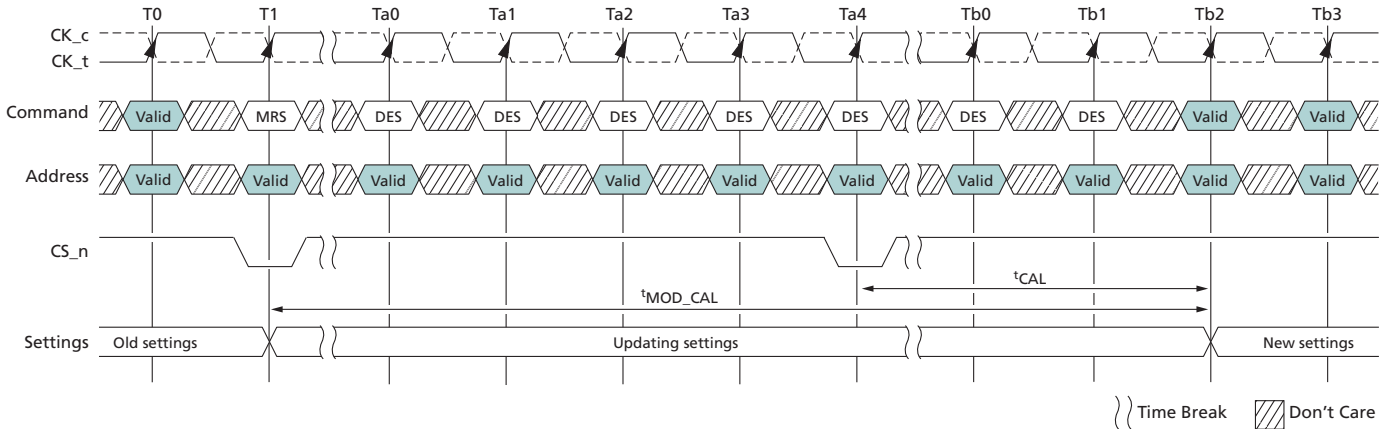 T0 T1 Ta0 Ta1 Ta2 Ta3 Ta4 Tb0 Tb1 Tb2 Tb3
CK_c
CK_t
Command Valid MRS DES DES DES DES DES DES DES Valid Valid
Address Valid Valid Valid Valid Valid Valid Valid Valid Valid Valid Valid
CS_n
tCAL
tMOD_CAL
Settings Old settings Updating settings New settings
Time Break Don't Care